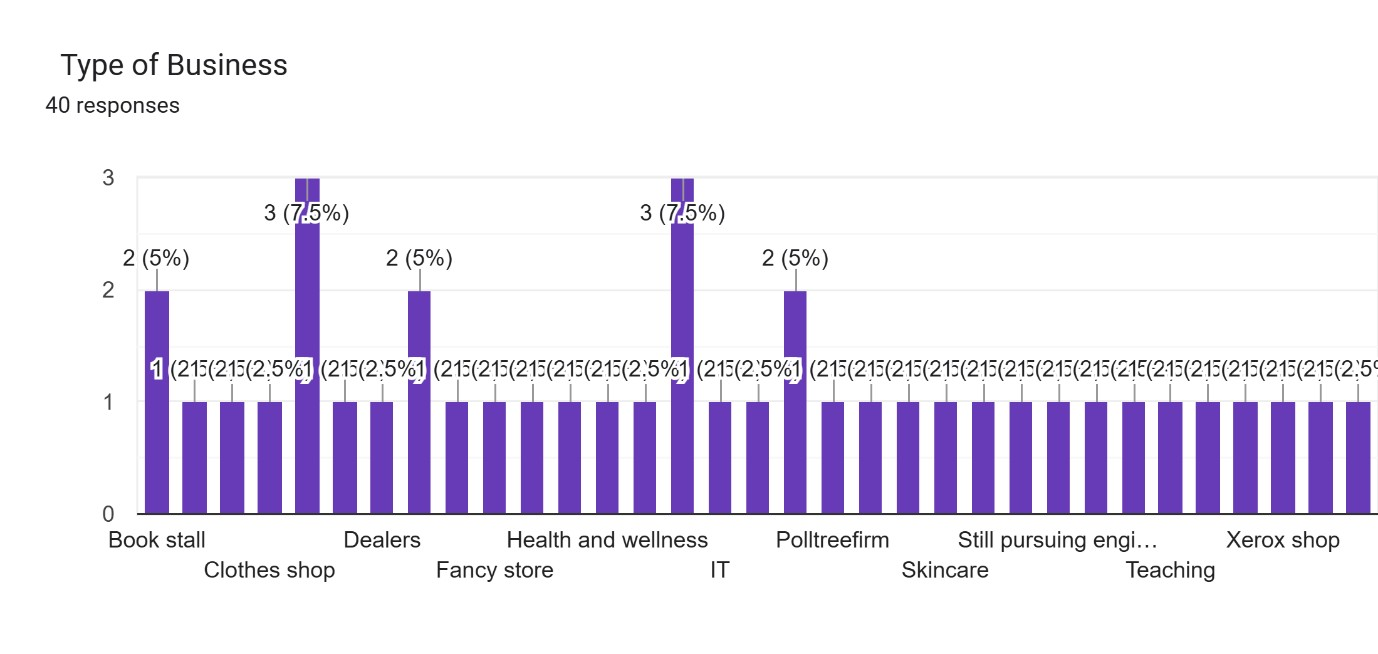 Type of Business
40 responses
3
3 (7.5%) 3 (7.5%)
2 (5%) 2 (5%) 2 (5%)
2
1
0
Book stall Dealers Health and wellness Polltreefirm Still pursuing engi… Xerox shop
Clothes shop Fancy store IT Skincare Teaching